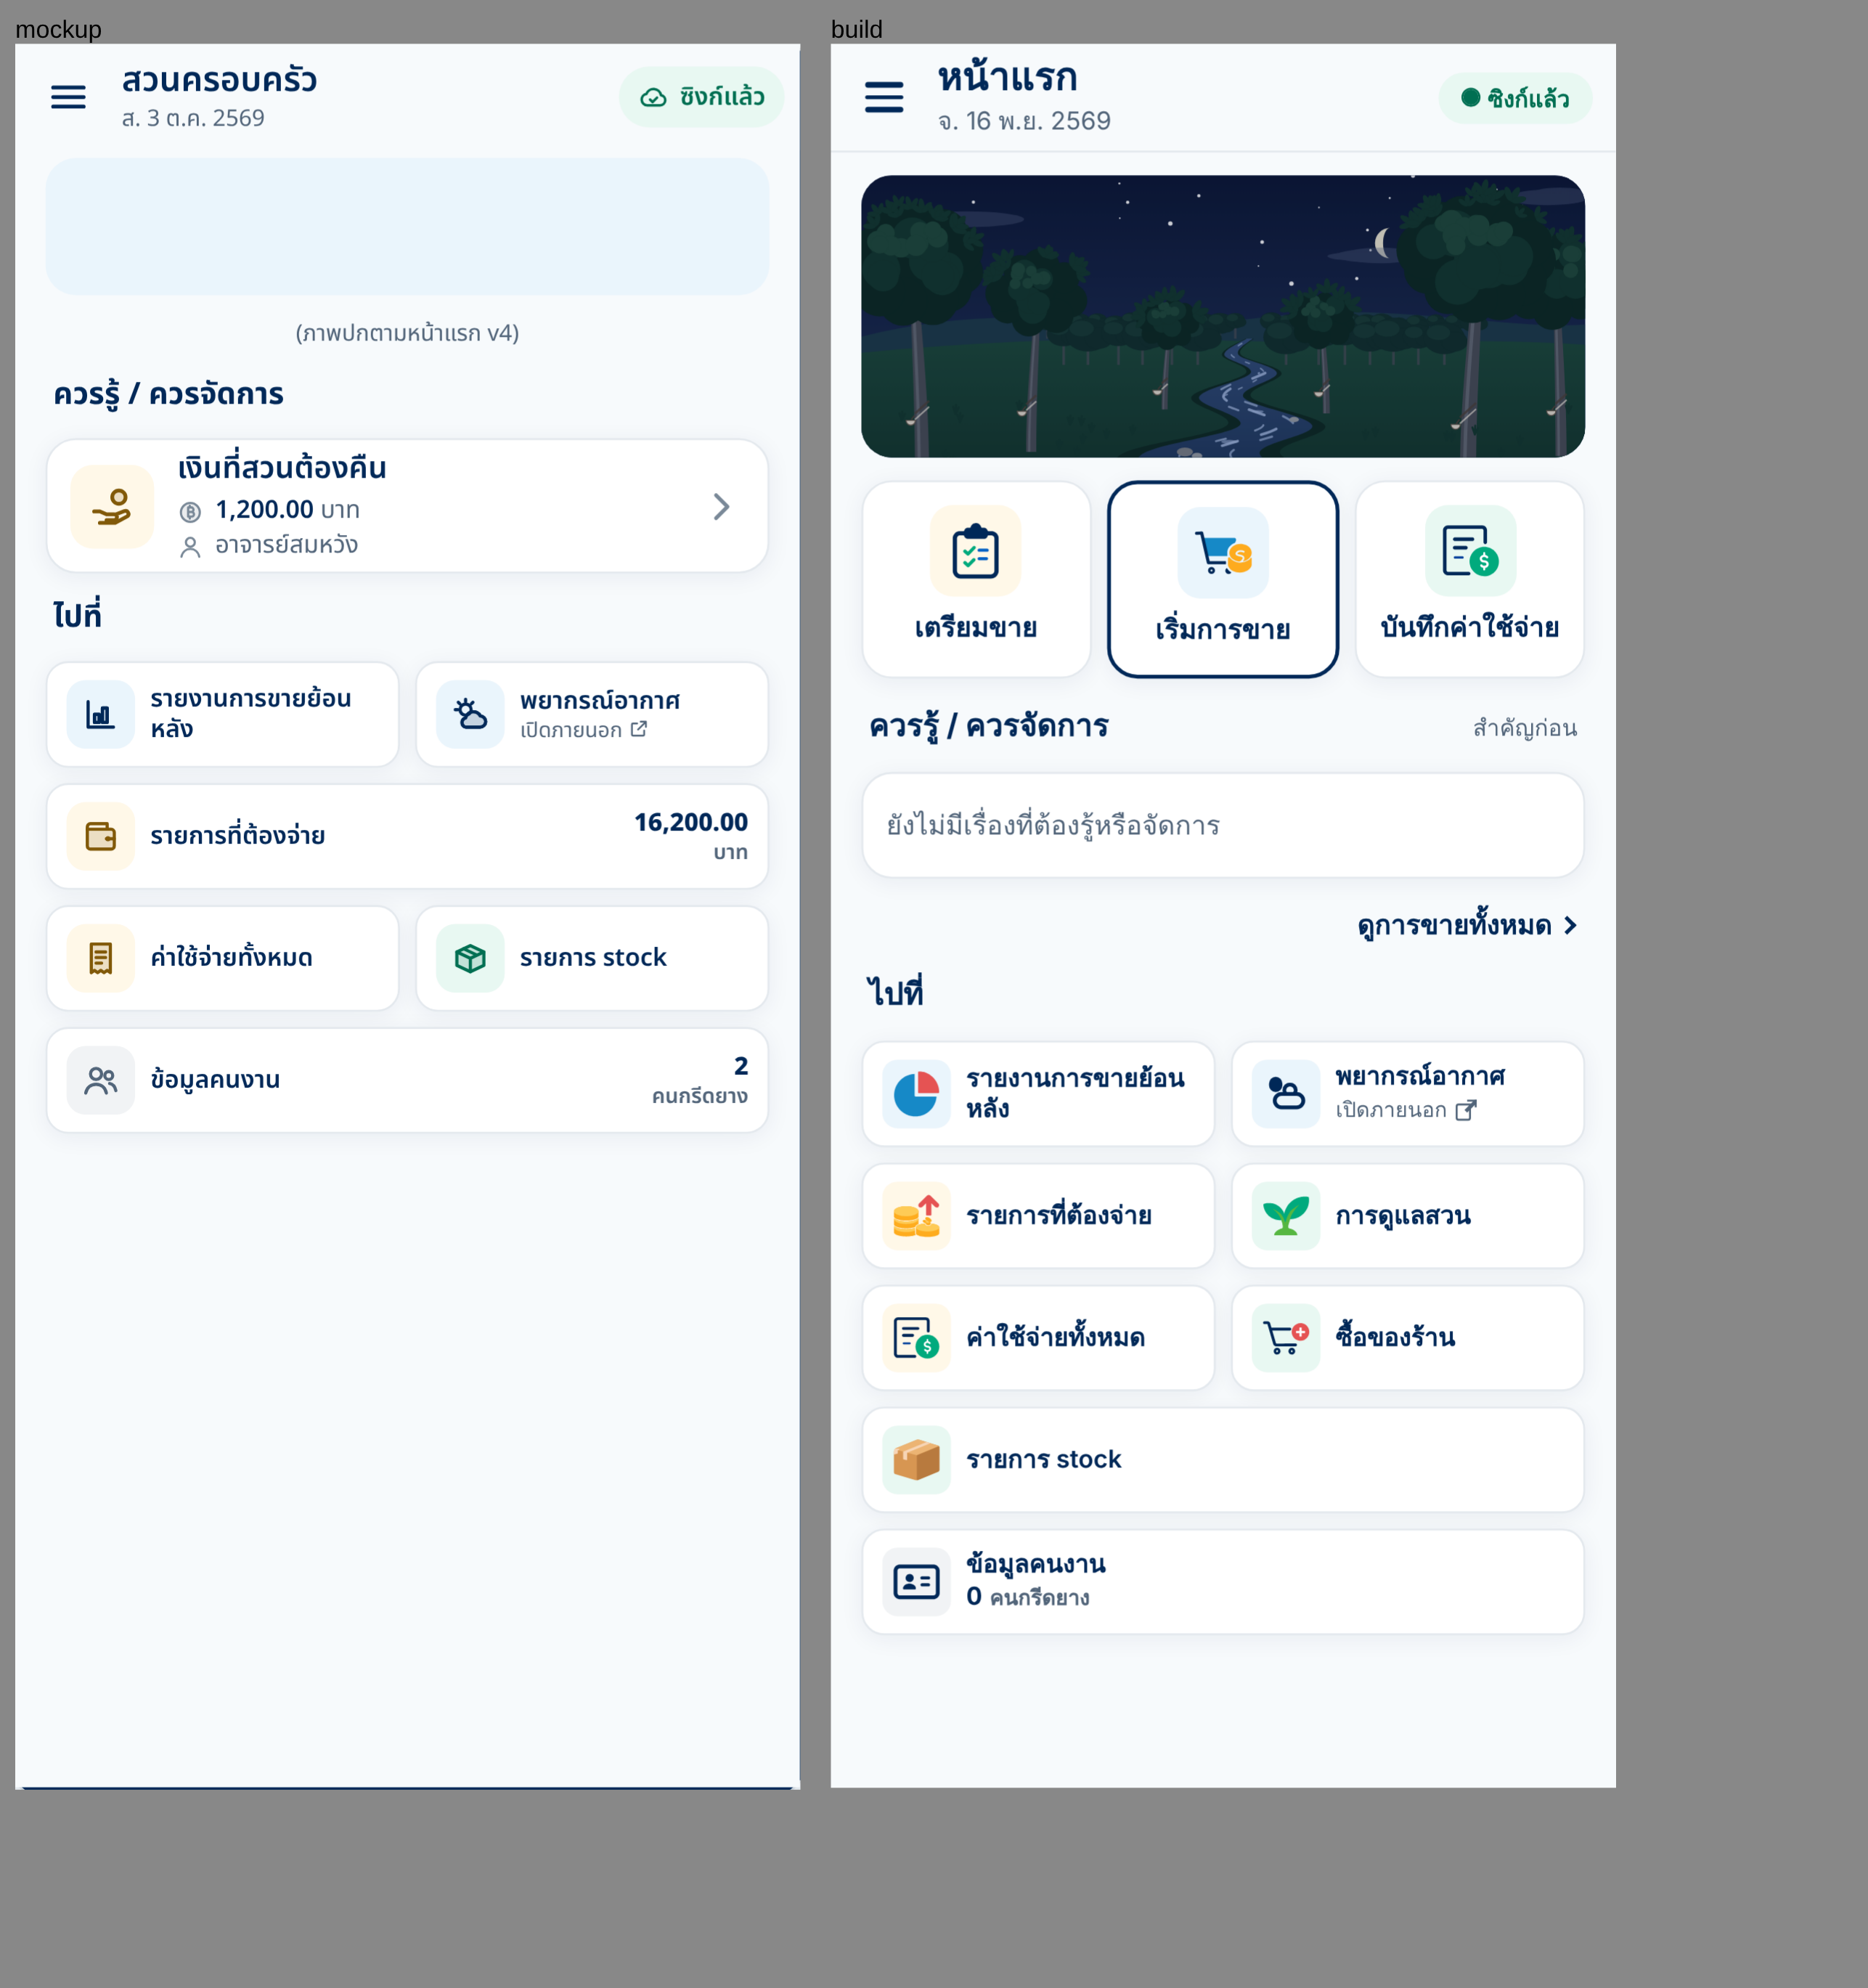 mockup
สวนครอบครัว
ส. 3 ต.ค. 2569
ซิงก์แล้ว
(ภาพปกตามหน้าแรก v4)
ควรรู้ / ควรจัดการ
เงินที่สวนต้องคืน
1,200.00 บาท
อาจารย์สมหวัง
ไปที่
รายงานการขายย้อน
หลัง
พยากรณ์อากาศ
เปิดภายนอก
รายการที่ต้องจ่าย
16,200.00
บาท
ค่าใช้จ่ายทั้งหมด
รายการ stock
ข้อมูลคนงาน
2
คนกรีดยาง
build
หน้าแรก
จ. 16 พ.ย. 2569
ซิงก์แล้ว
เตรียมขาย
เริ่มการขาย
บันทึกค่าใช้จ่าย
ควรรู้ / ควรจัดการ
สำคัญก่อน
ยังไม่มีเรื่องที่ต้องรู้หรือจัดการ
ดูการขายทั้งหมด
ไปที่
รายงานการขายย้อน
หลัง
พยากรณ์อากาศ
เปิดภายนอก
รายการที่ต้องจ่าย
การดูแลสวน
ค่าใช้จ่ายทั้งหมด
ซื้อของร้าน
รายการ stock
ข้อมูลคนงาน
0 คนกรีดยาง